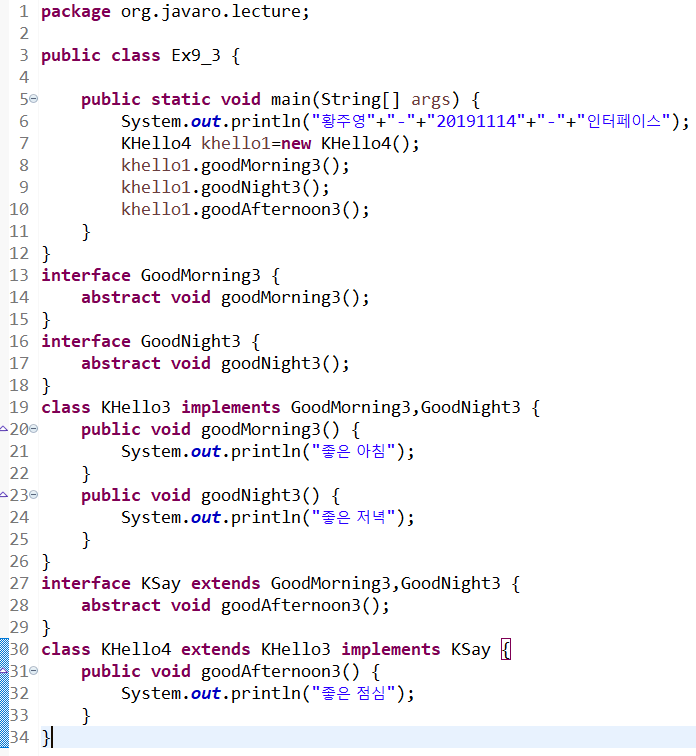 1 package org.javaro.lecture;
2
3 public class Ex9_3 {
4
5     public static void main(String[] args) {
6         System.out.println("황주영"+"-"+"20191114"+"-"+"인터페이스");
7         KHello4 khello1=new KHello4();
8         khello1.goodMorning3();
9         khello1.goodNight3();
10         khello1.goodAfternoon3();
11     }
12 }
13 interface GoodMorning3 {
14     abstract void goodMorning3();
15 }
16 interface GoodNight3 {
17     abstract void goodNight3();
18 }
19 class KHello3 implements GoodMorning3,GoodNight3 {
20     public void goodMorning3() {
21         System.out.println("좋은 아침");
22     }
23     public void goodNight3() {
24         System.out.println("좋은 저녁");
25     }
26 }
27 interface KSay extends GoodMorning3,GoodNight3 {
28     abstract void goodAfternoon3();
29 }
30 class KHello4 extends KHello3 implements KSay {
31     public void goodAfternoon3() {
32         System.out.println("좋은 점심");
33     }
34 }